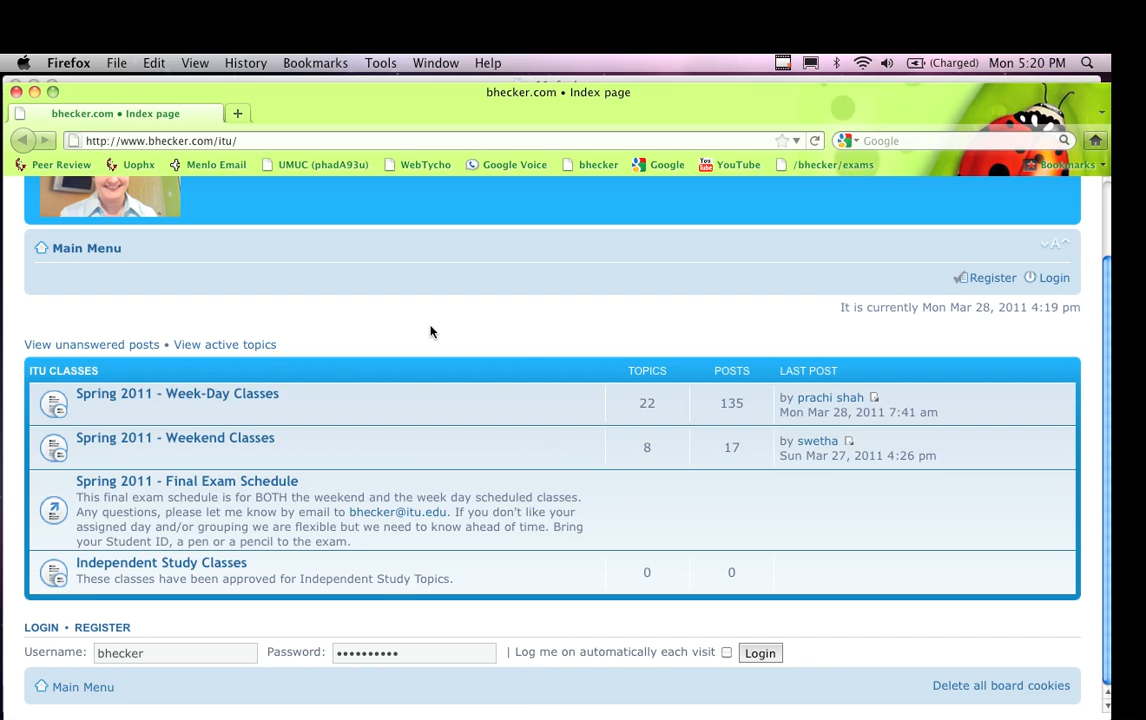 Firefox File Edit View History Bookmarks Tools Window Help (Charged) Mon 5:20 PM
bhecker.com • Index page
bhecker.com • Index page +
http://www.bhecker.com/itu/ Google
Peer Review Uophx Menlo Email UMUC (phadA93u) WebTycho Google Voice bhecker Google YouTube /bhecker/exams Bookmarks
Main Menu
Register Login
It is currently Mon Mar 28, 2011 4:19 pm
View unanswered posts • View active topics
ITU CLASSES TOPICS POSTS LAST POST
Spring 2011 - Week-Day Classes 22 135 by prachi shah
Mon Mar 28, 2011 7:41 am
Spring 2011 - Weekend Classes 8 17 by swetha
Sun Mar 27, 2011 4:26 pm
Spring 2011 - Final Exam Schedule
This final exam schedule is for BOTH the weekend and the week day scheduled classes.
Any questions, please let me know by email to bhecker@itu.edu. If you don't like your
assigned day and/or grouping we are flexible but we need to know ahead of time. Bring
your Student ID, a pen or a pencil to the exam.
Independent Study Classes 0 0
These classes have been approved for Independent Study Topics.
LOGIN • REGISTER
Username: bhecker Password: •••••••••• | Log me on automatically each visit Login
Main Menu Delete all board cookies